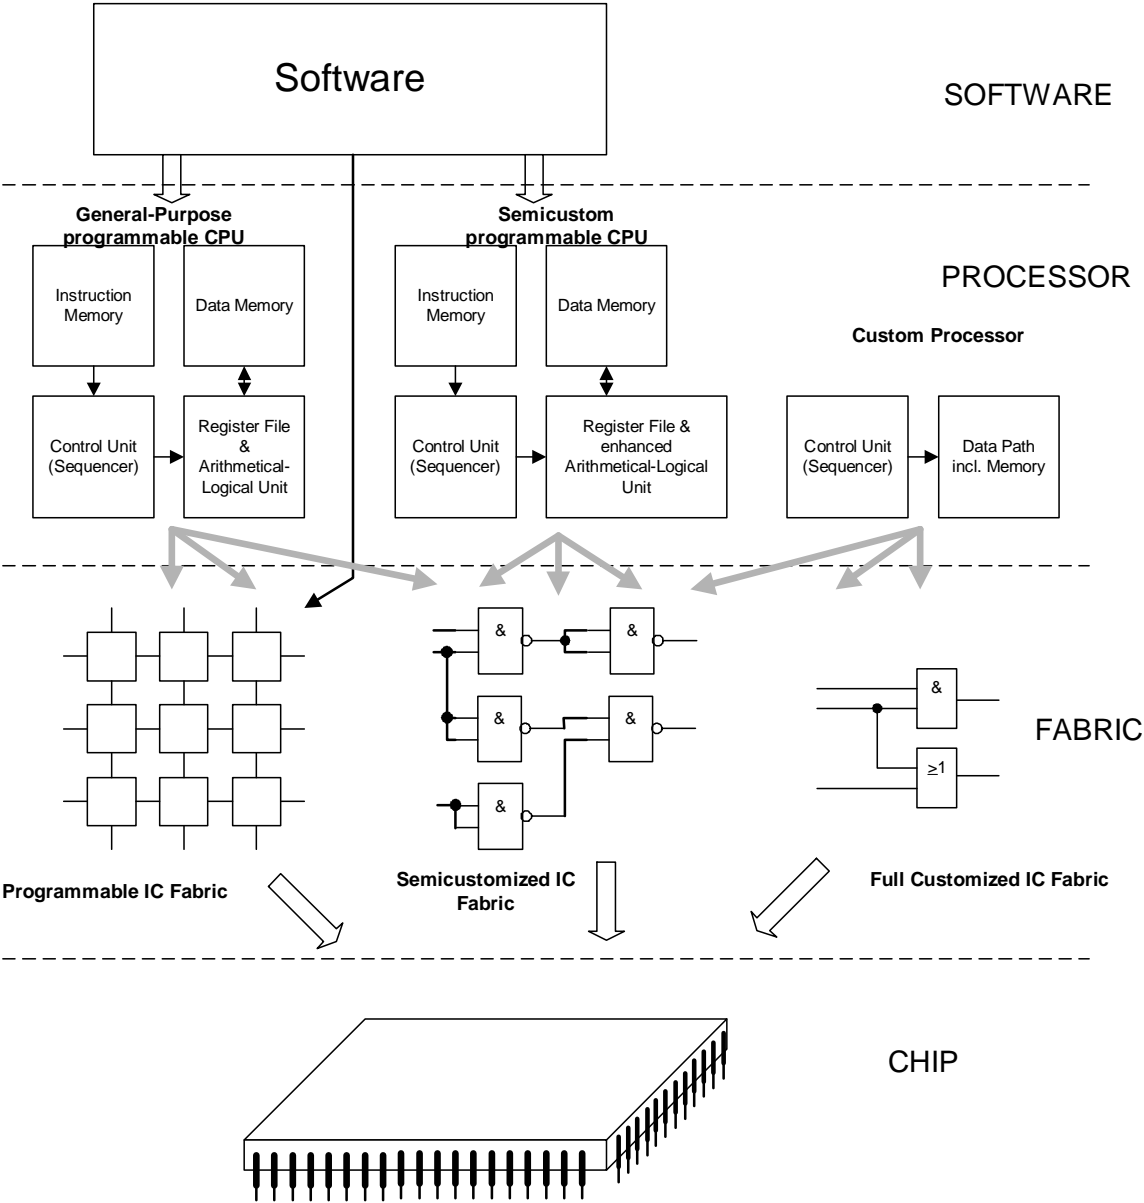 Software
SOFTWARE
General-Purpose
programmable CPU
Semicustom
programmable CPU
PROCESSOR
Instruction
Memory
Data Memory
Instruction
Memory
Data Memory
Custom Processor
Control Unit
(Sequencer)
Register File
&
Arithmetical-
Logical Unit
Control Unit
(Sequencer)
Register File &
enhanced
Arithmetical-Logical
Unit
Control Unit
(Sequencer)
Data Path
incl. Memory
&
&
&
&
&
&
≥1
FABRIC
Programmable IC Fabric
Semicustomized IC
Fabric
Full Customized IC Fabric
CHIP